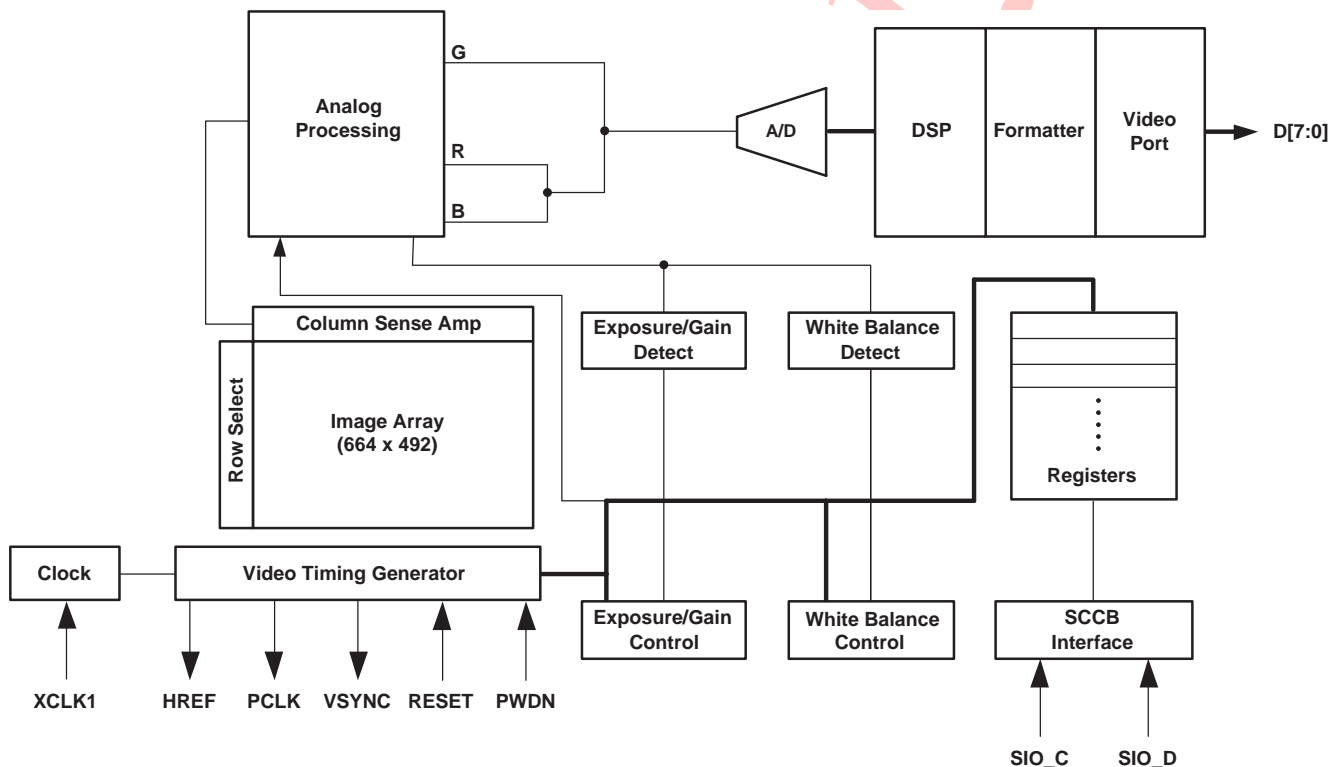 G
Analog
Processing
R
B
A/D
DSP
Formatter
Video
Port
D[7:0]
Column Sense Amp
Exposure/Gain
Detect
White Balance
Detect
Row Select
Image Array
(664 x 492)
Registers
Clock
Video Timing Generator
Exposure/Gain
Control
White Balance
Control
SCCB
Interface
XCLK1
HREF
PCLK
VSYNC
RESET
PWDN
SIO_C
SIO_D